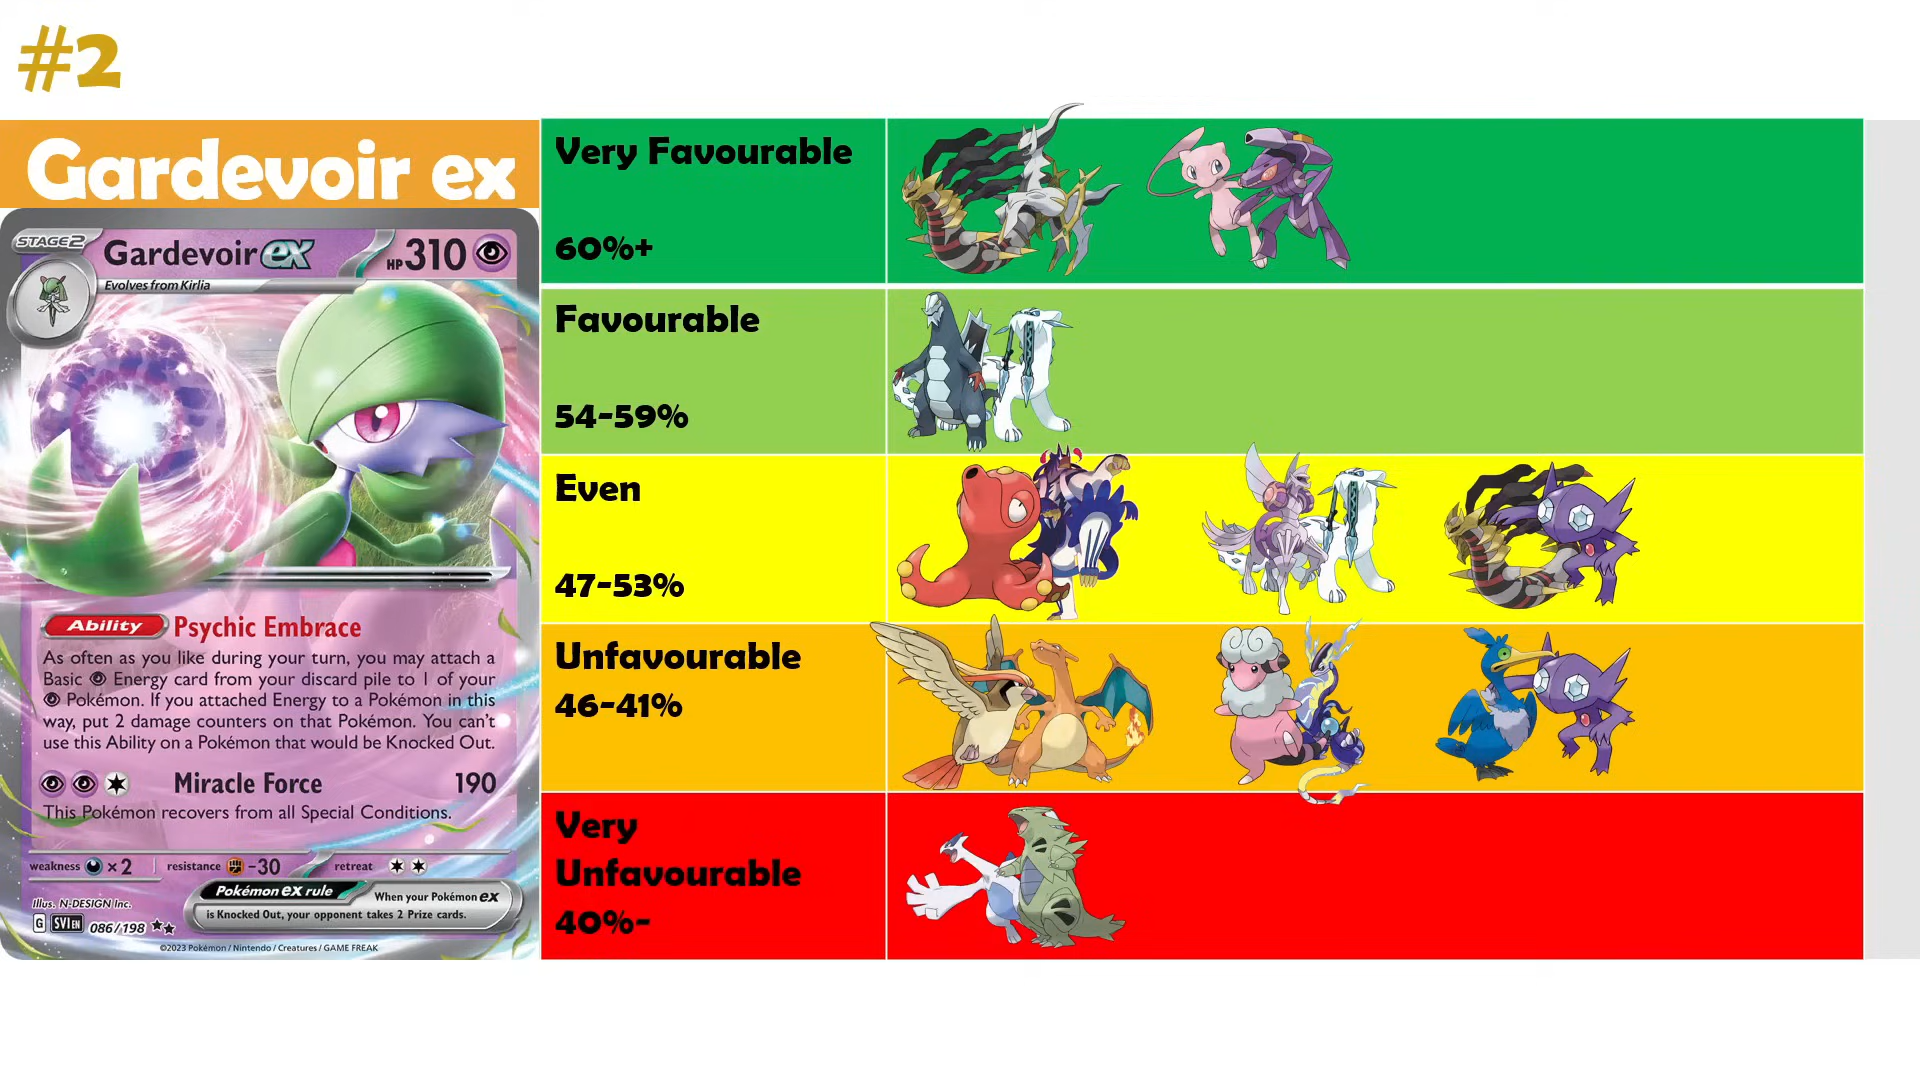 #2
Gardevoir ex
STAGE2
Gardevoir ex HP 310
Evolves from Kirlia
Ability Psychic Embrace
As often as you like during your turn, you may attach a
Basic Energy card from your discard pile to 1 of your
Pokémon. If you attached Energy to a Pokémon in this
way, put 2 damage counters on that Pokémon. You can't
use this Ability on a Pokémon that would be Knocked Out.
Miracle Force 190
This Pokémon recovers from all Special Conditions.
weakness ×2 resistance -30 retreat
Pokémon ex rule When your Pokémon ex
is Knocked Out, your opponent takes 2 Prize cards.
Illus. N-DESIGN Inc.
G SVI EN 086/198 ★★
©2023 Pokémon / Nintendo / Creatures / GAME FREAK
Very Favourable
60%+
Favourable
54-59%
Even
47-53%
Unfavourable
46-41%
Very
Unfavourable
40%-